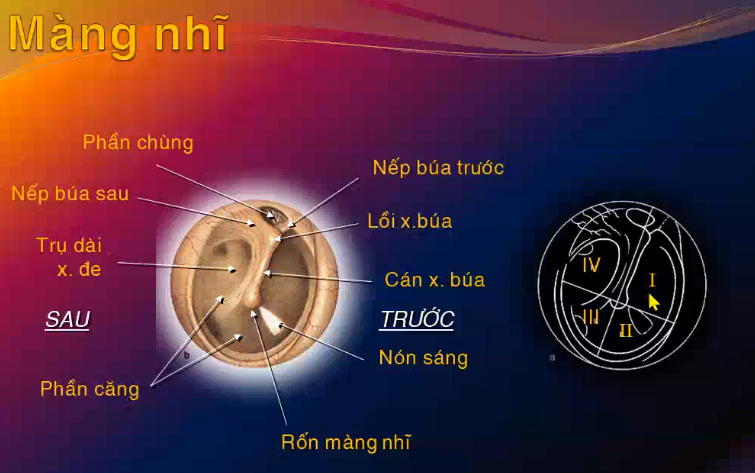 Màng nhĩ
Phần chùng
Nếp búa trước
Nếp búa sau
Lồi x.búa
Trụ dài
x. đe
Cán x. búa
SAU
TRƯỚC
Nón sáng
Phần căng
Rốn màng nhĩ
b
IV
I
III
II
a